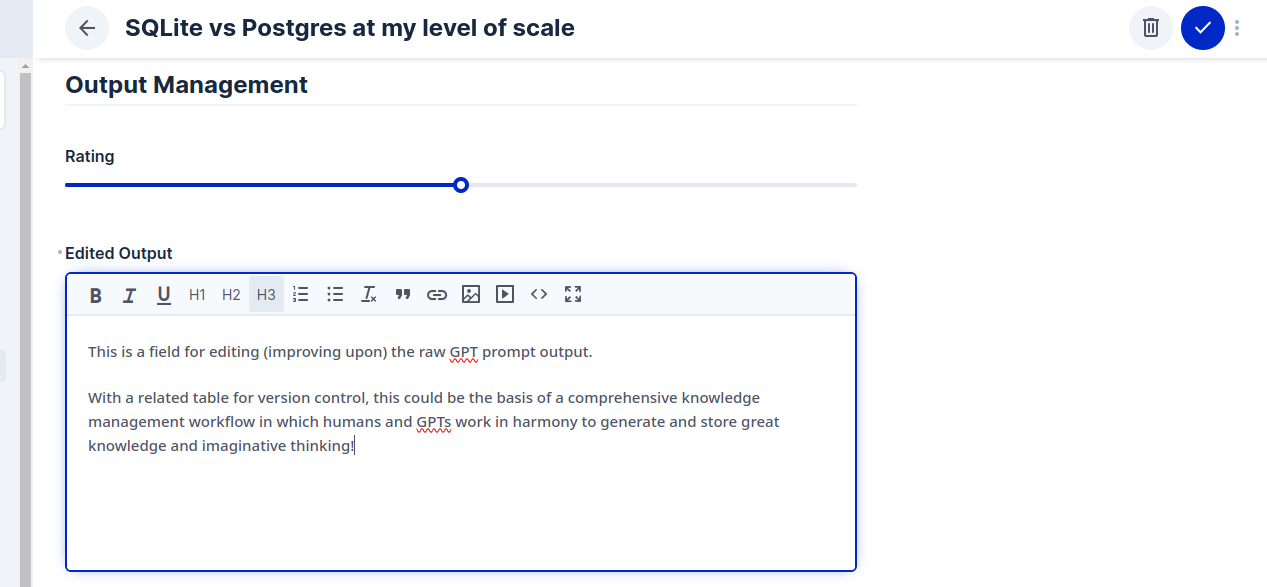 SQLite vs Postgres at my level of scale
Output Management
Rating
Edited Output
B I U H1 H2 H3
This is a field for editing (improving upon) the raw GPT prompt output.
With a related table for version control, this could be the basis of a comprehensive knowledge
management workflow in which humans and GPTs work in harmony to generate and store great
knowledge and imaginative thinking!